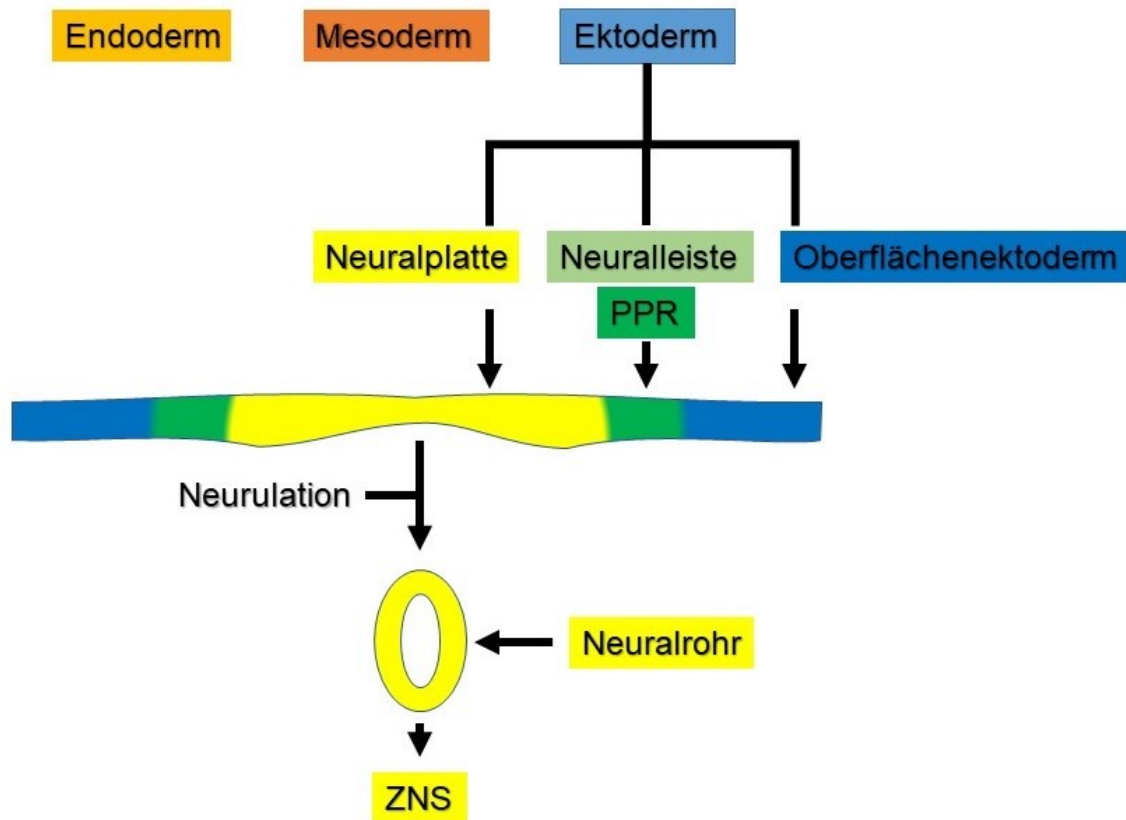 Endoderm
Mesoderm
Ektoderm
Neuralplatte
Neuralleiste
Oberflächenektoderm
PPR
Neurulation
Neuralrohr
ZNS